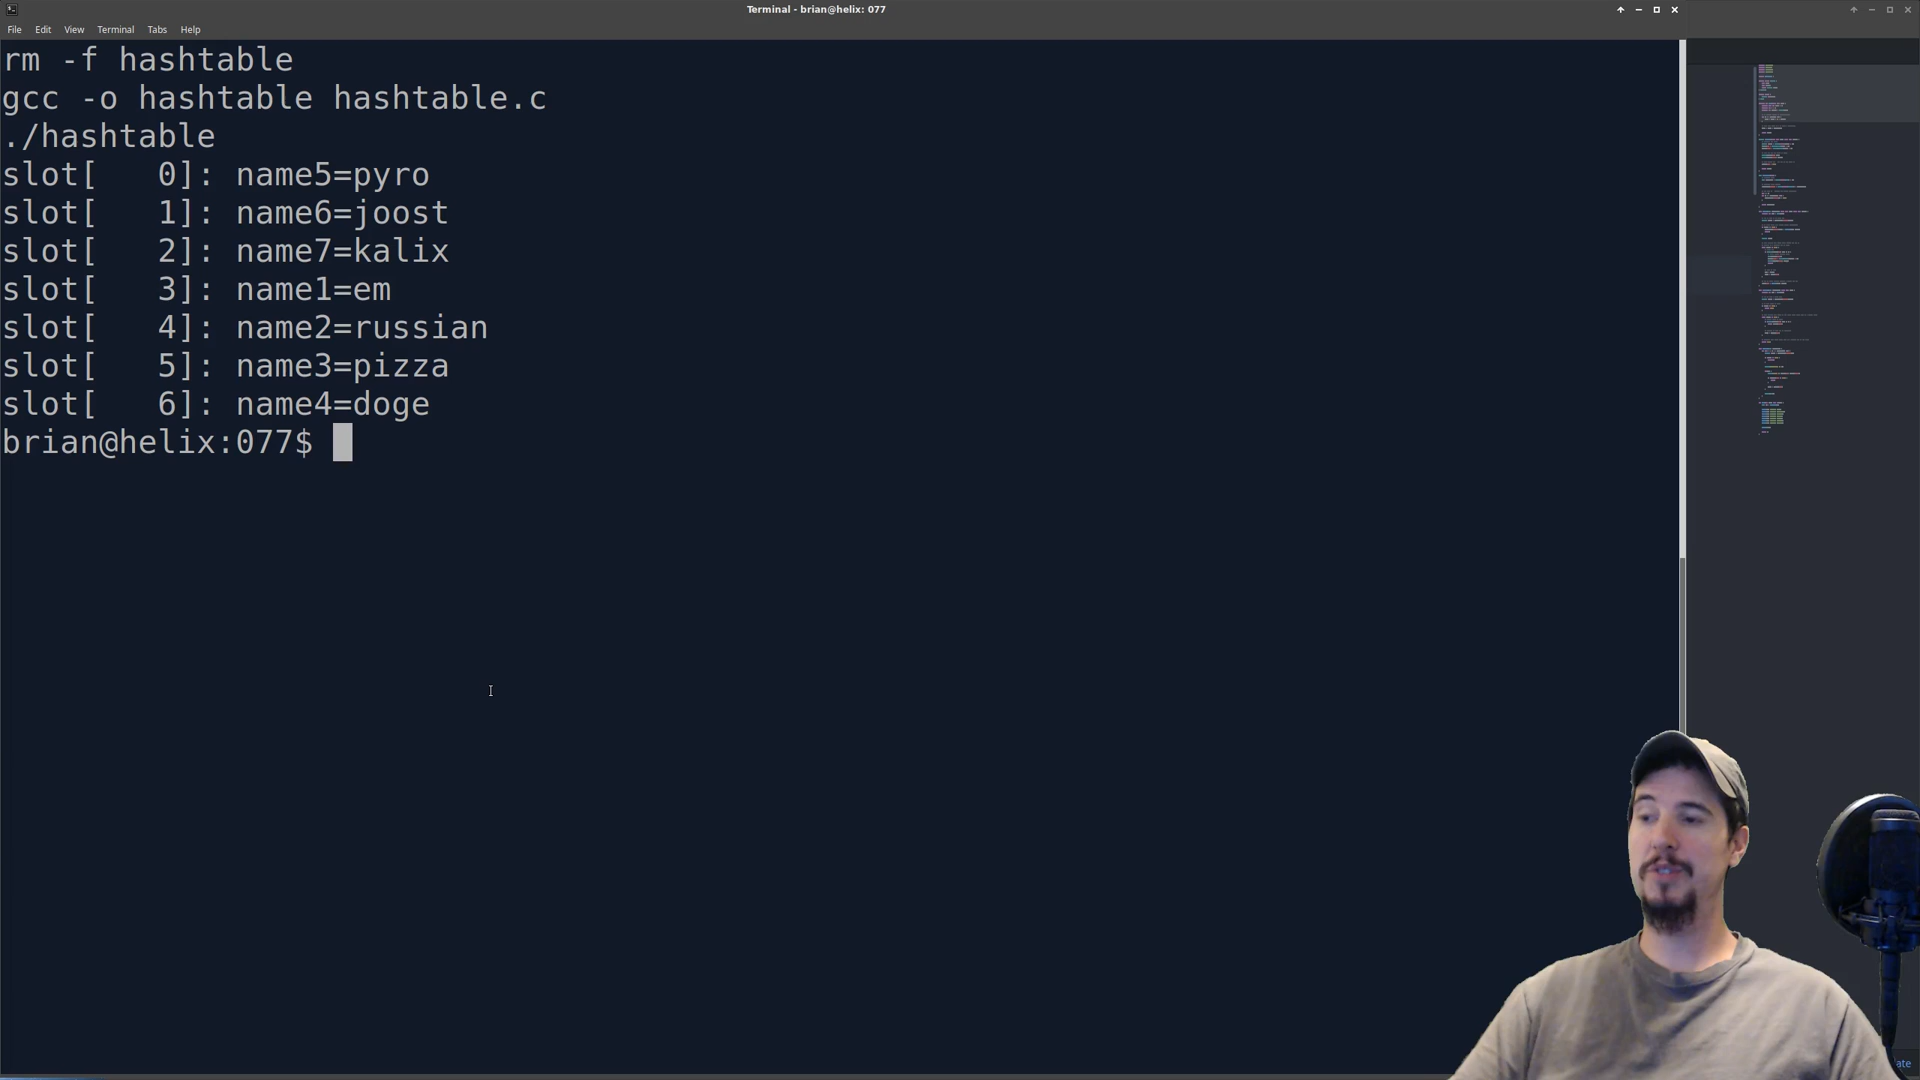 Terminal - brian@helix: 077
File Edit View Terminal Tabs Help
rm -f hashtable
gcc -o hashtable hashtable.c
./hashtable
slot[   0]: name5=pyro
slot[   1]: name6=joost
slot[   2]: name7=kalix
slot[   3]: name1=em
slot[   4]: name2=russian
slot[   5]: name3=pizza
slot[   6]: name4=doge
brian@helix:077$
ate